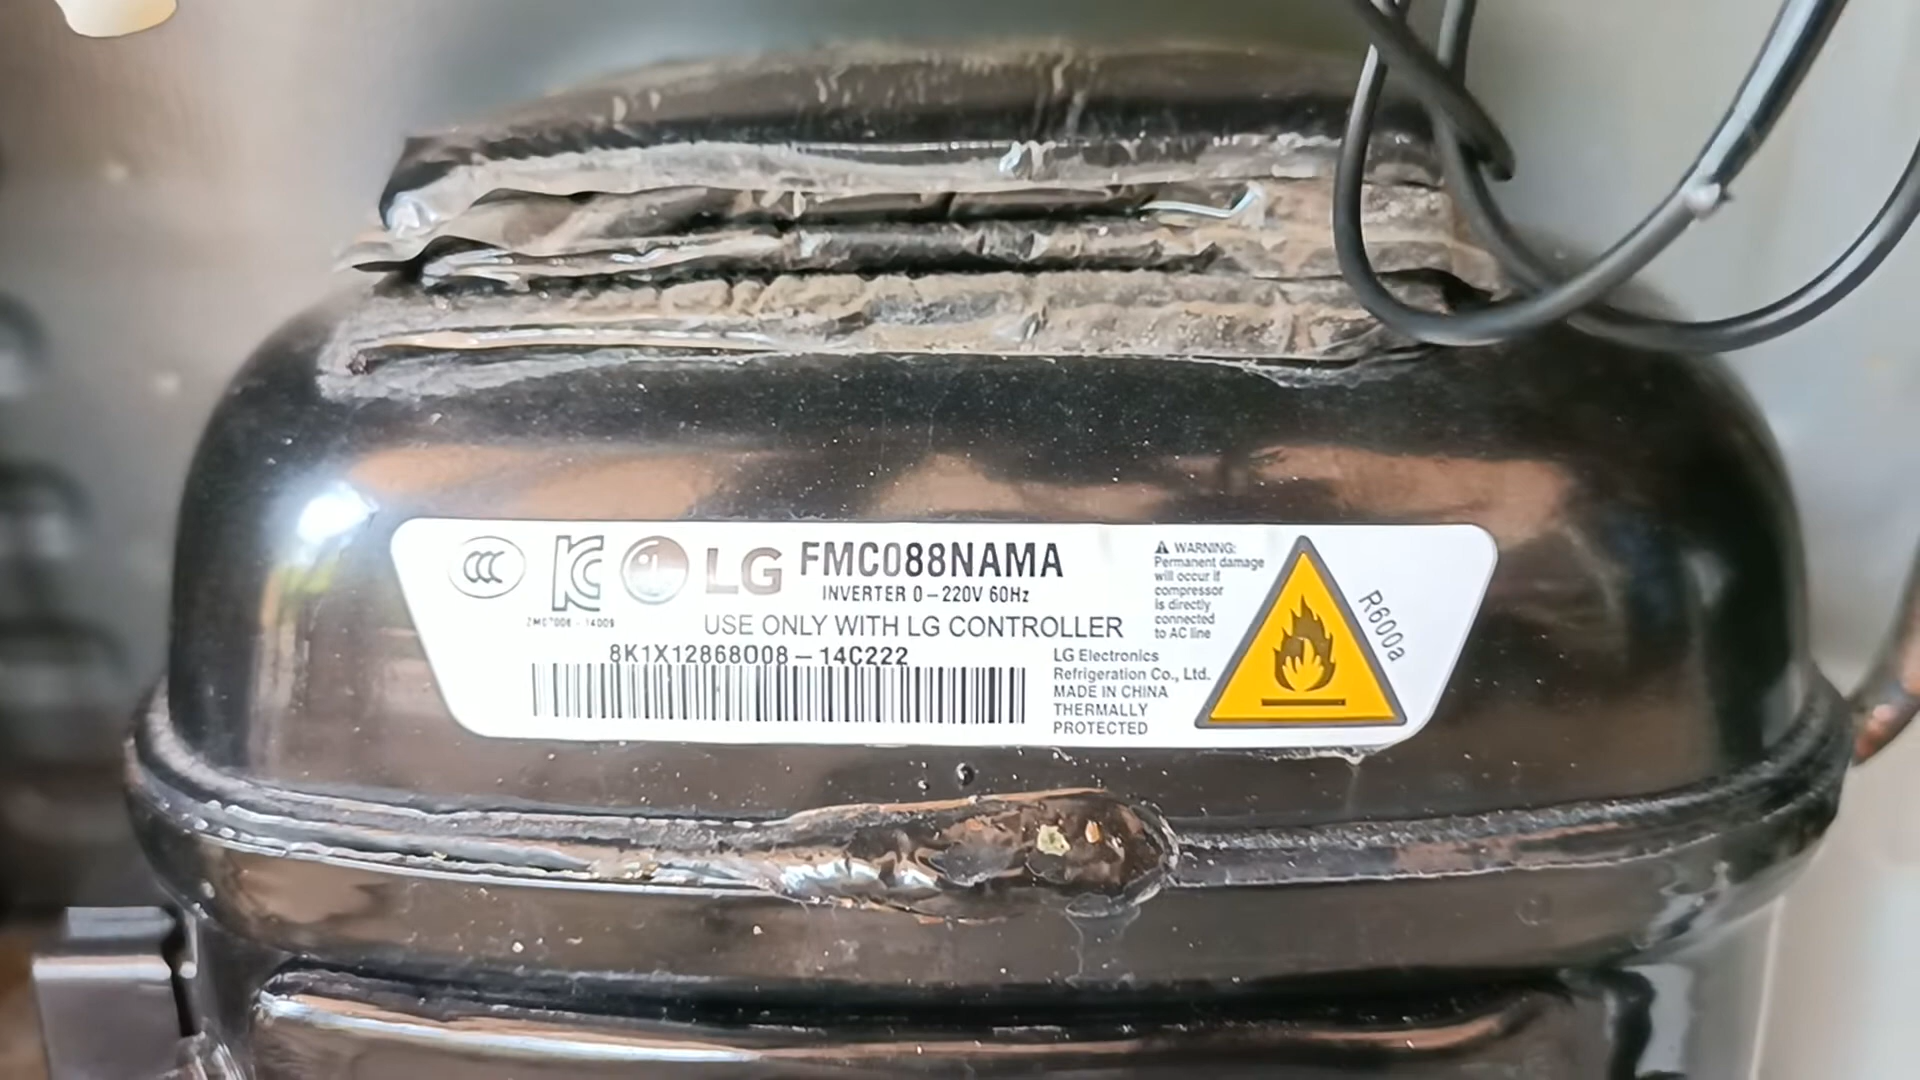 LG FMC088NAMA
INVERTER 0-220V 60Hz
USE ONLY WITH LG CONTROLLER
8K1X12868008-14C222
WARNING:
Permanent damage
will occur if
compressor
is directly
connected
to AC line
LG Electronics
Refrigeration Co., Ltd.
MADE IN CHINA
THERMALLY
PROTECTED
R600a